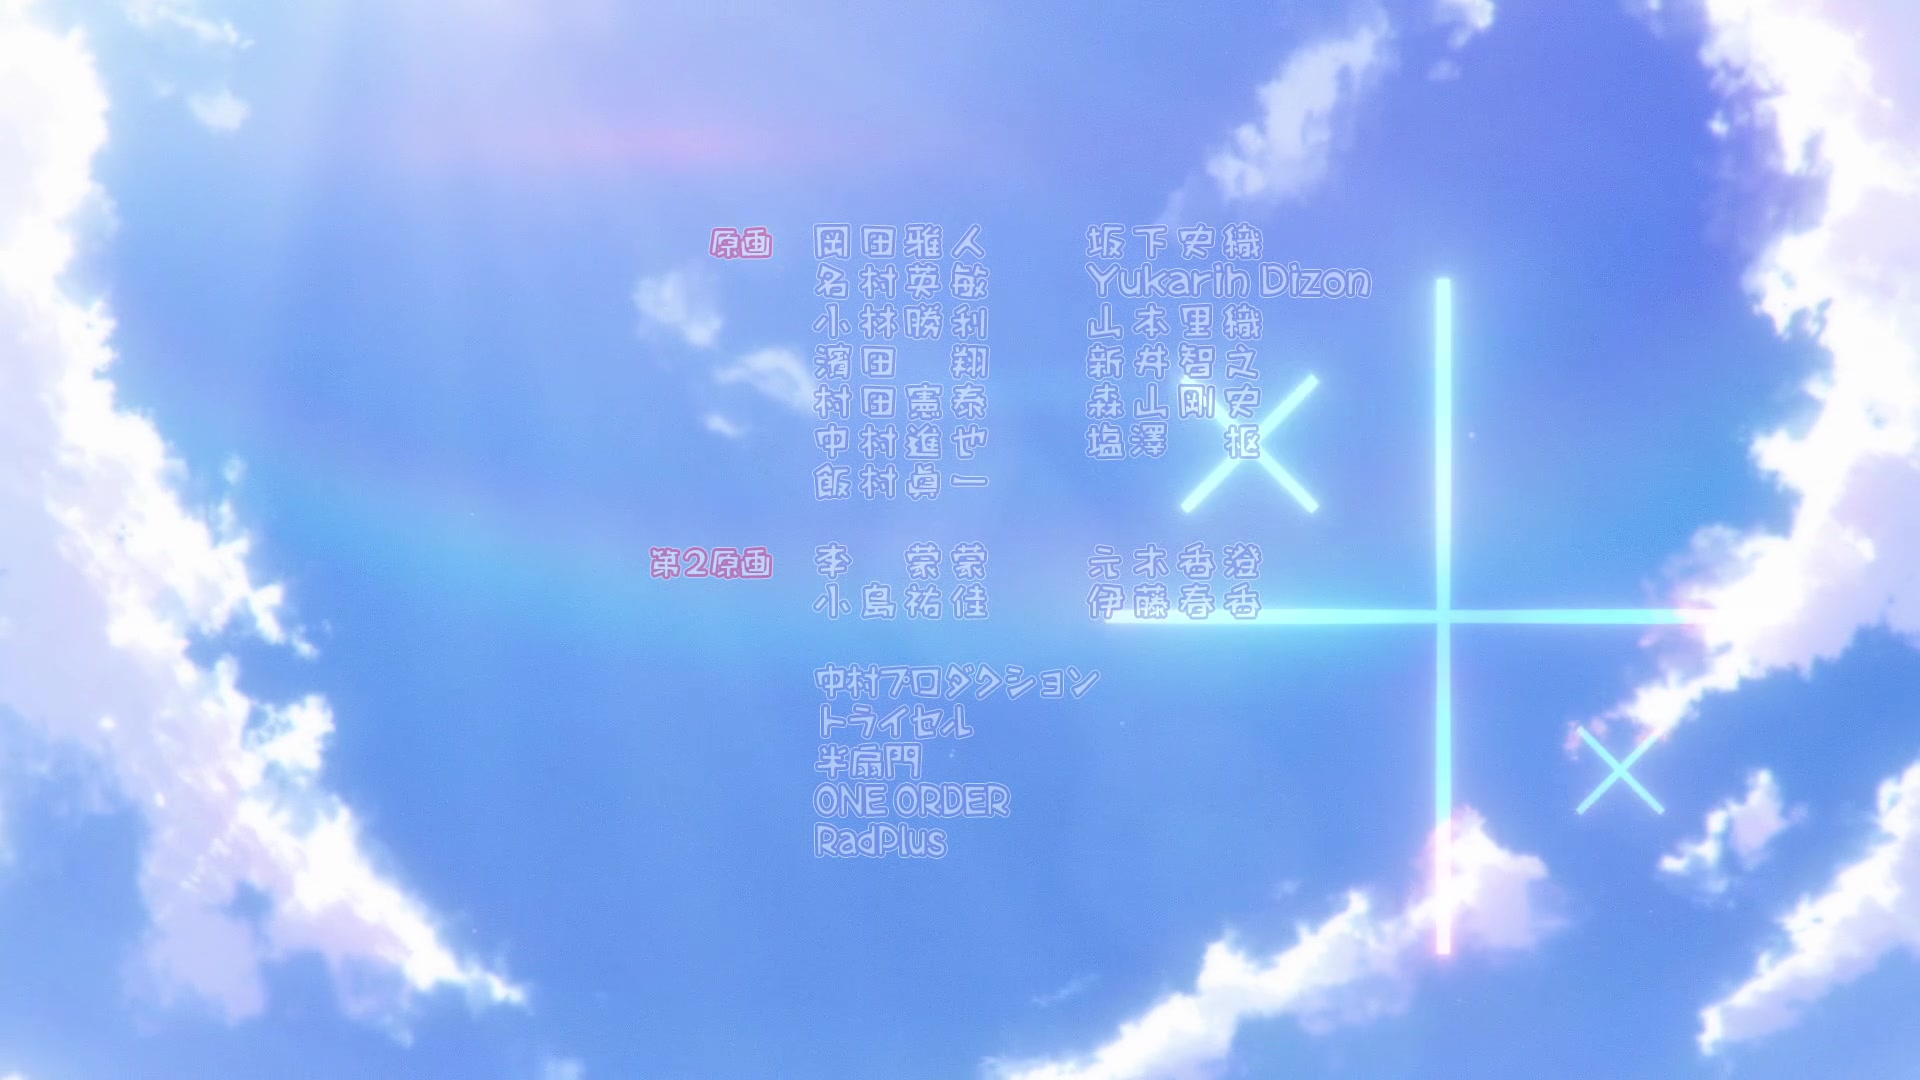 原画 岡田雅人 坂下史織
名村英敏 Yukarih Dizon
小林勝利 山本里織
濱田 翔 新井智之
村田憲泰 森山剛史
中村進也 塩澤 枢
飯村眞一
第2原画 李 蒙蒙 元木香澄
小島祐佳 伊藤春香
中村プロダクション
トライセル
半扇門
ONE ORDER
RadPlus